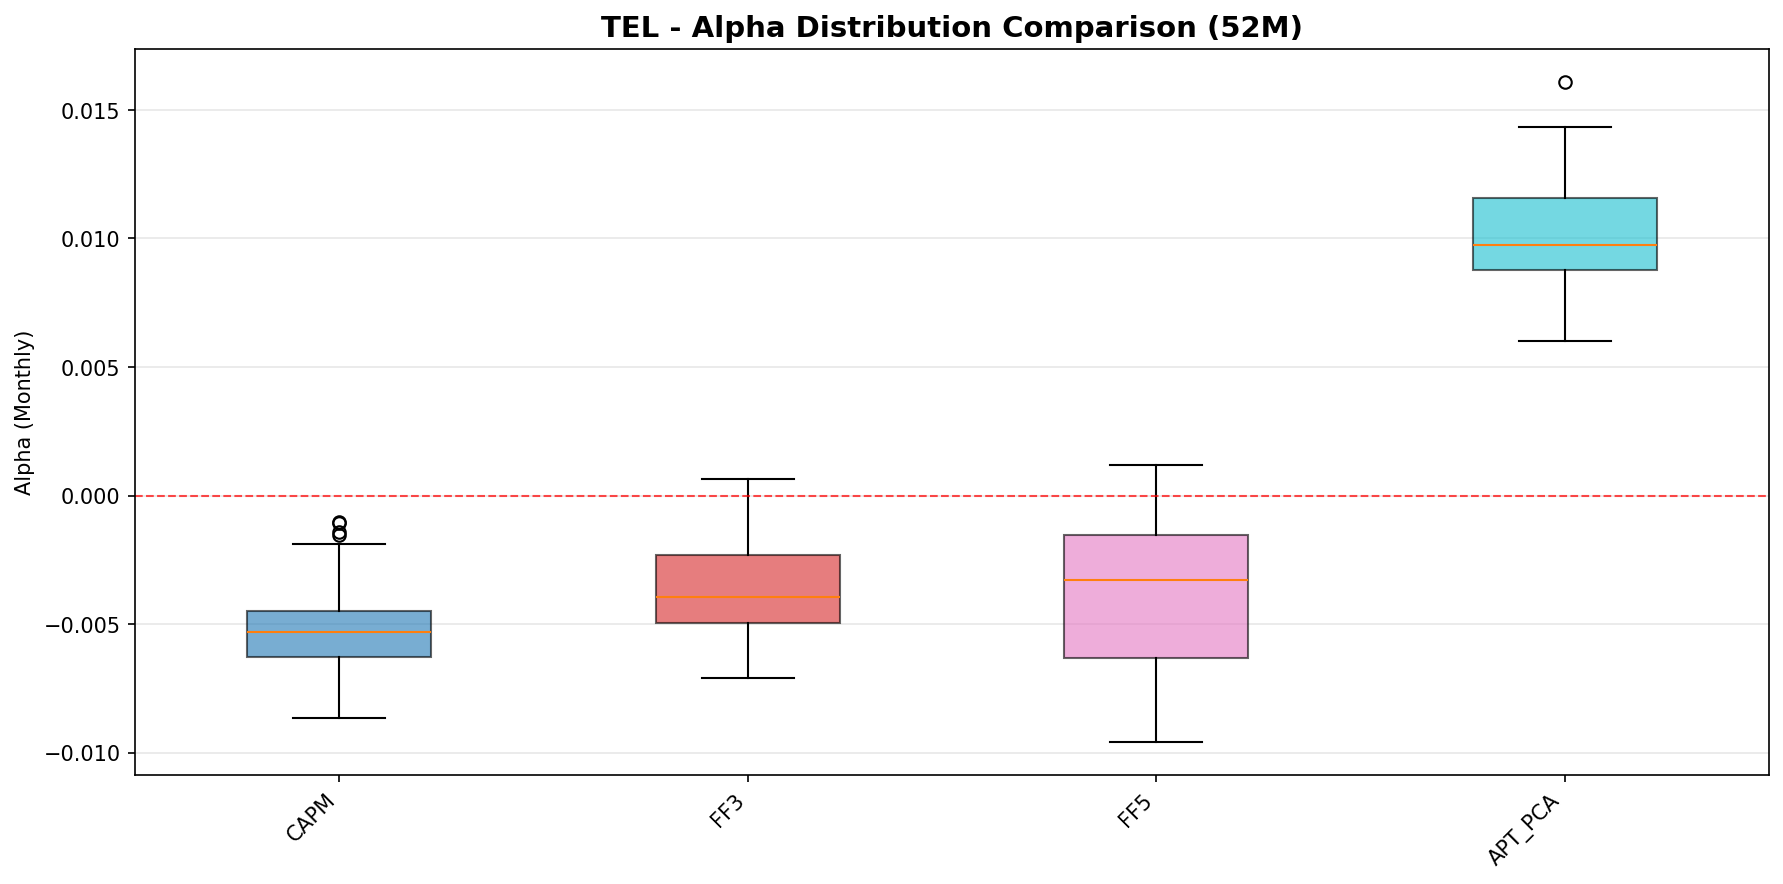 TEL - Alpha Distribution Comparison (52M)
Alpha (Monthly)
0.015
0.010
0.005
0.000
−0.005
−0.010
CAPM
FF3
FF5
APT_PCA